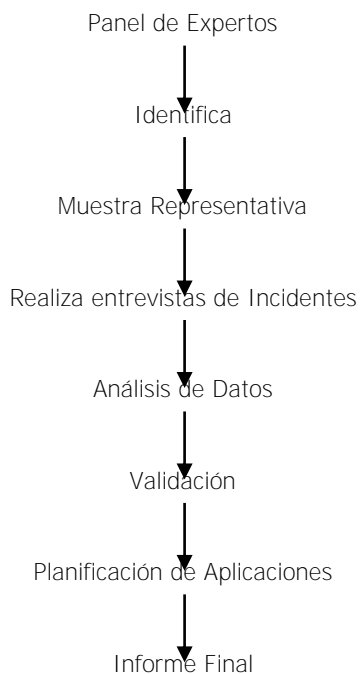 Panel de Expertos
Identifica
Muestra Representativa
Realiza entrevistas de Incidentes
Análisis de Datos
Validación
Planificación de Aplicaciones
Informe Final